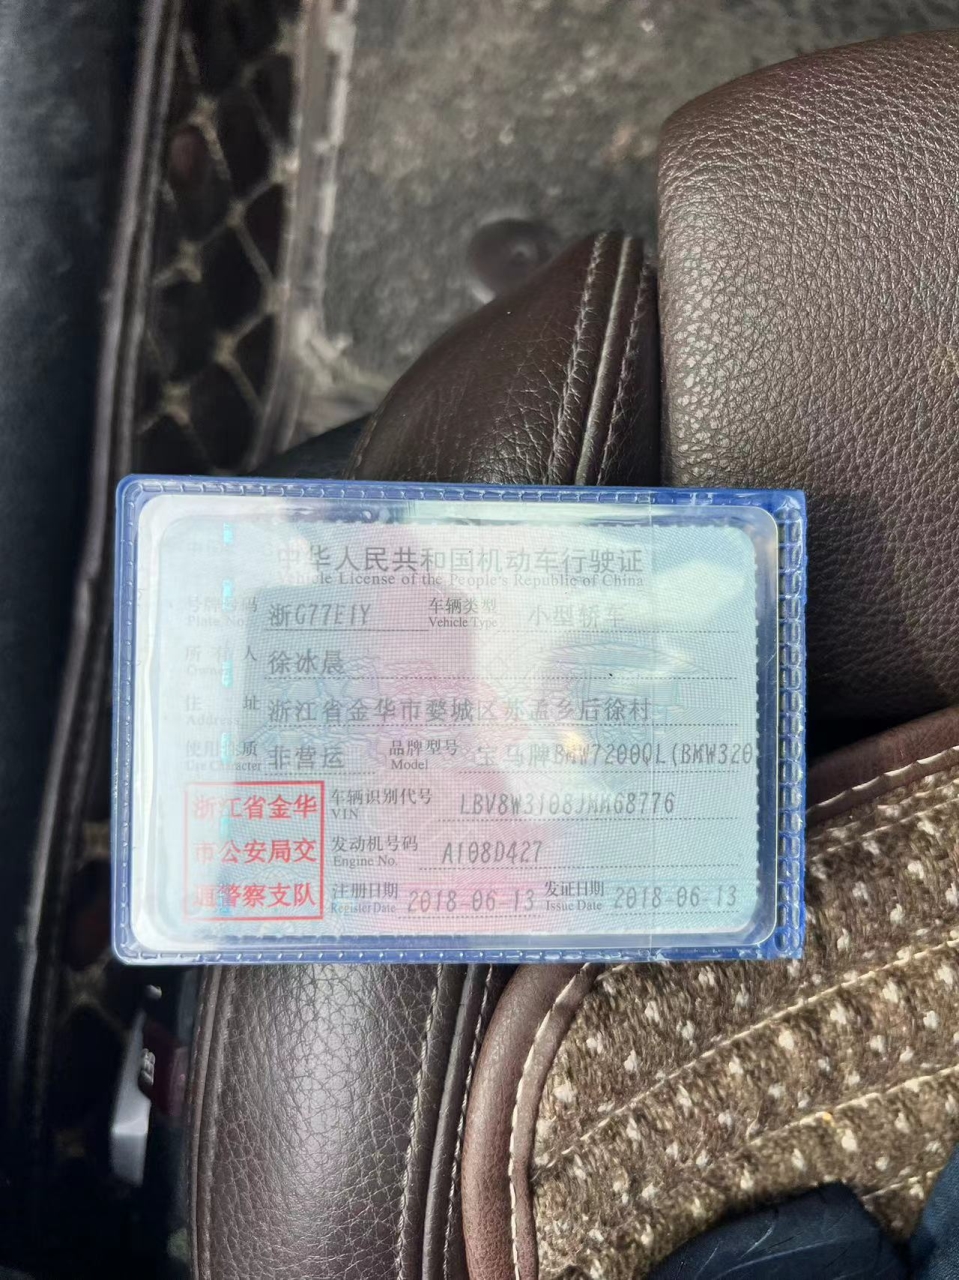 中华人民共和国机动车行驶证
Vehicle License of the People's Republic of China
号牌号码 浙G77E1Y 车辆类型 小型轿车
Plate No. Vehicle Type
所有人 徐冰晨
Owner
住址 浙江省金华市婺城区苏孟乡后徐村
Address
使用性质 非营运 品牌型号 宝马牌BMW7200QL(BMW320
Use Character Model
浙江省金华 车辆识别代号 LBV8W3108JMA68776
VIN
市公安局交 发动机号码 A108D427
Engine No.
通警察支队 注册日期 2018-06-13 发证日期 2018-06-13
Register Date Issue Date